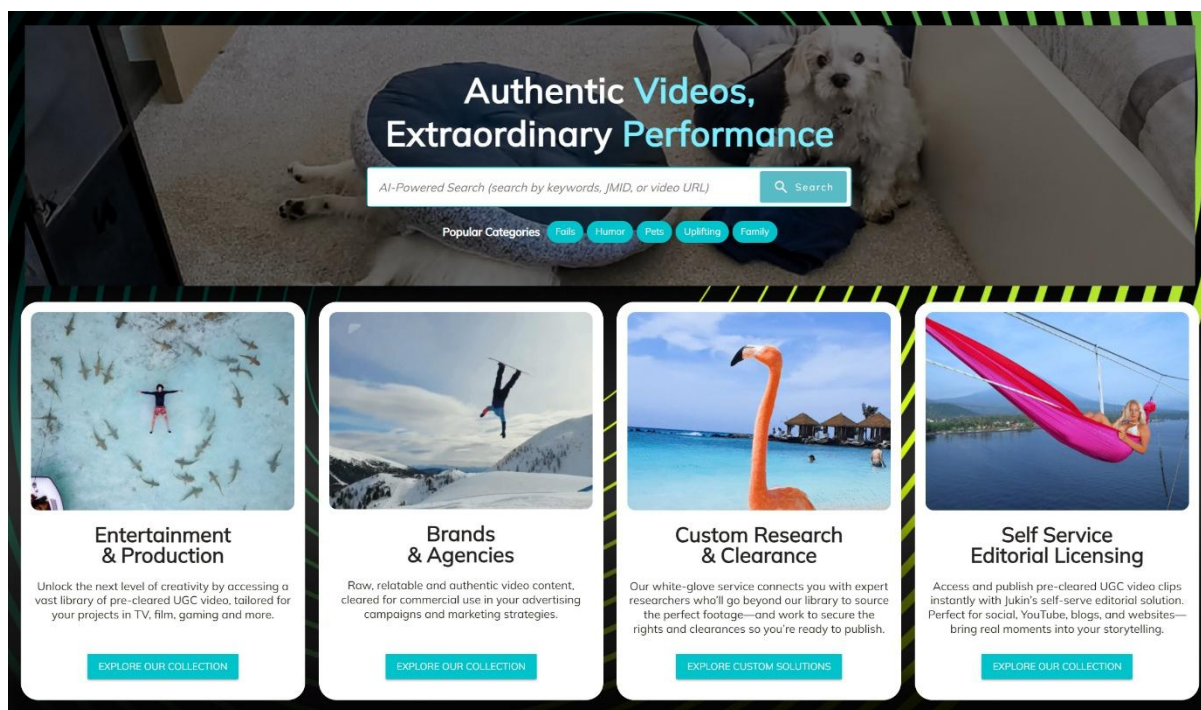 Authentic Videos,
Extraordinary Performance
AI-Powered Search (search by keywords, JMID, or video URL)
Search
Popular Categories
Fails
Humor
Pets
Uplifting
Family
Entertainment
& Production
Unlock the next level of creativity by accessing a
vast library of pre-cleared UGC video, tailored for
your projects in TV, film, gaming and more.
EXPLORE OUR COLLECTION
Brands
& Agencies
Raw, relatable and authentic video content,
cleared for commercial use in your advertising
campaigns and marketing strategies.
EXPLORE OUR COLLECTION
Custom Research
& Clearance
Our white-glove service connects you with expert
researchers who'll go beyond our library to source
the perfect footage—and work to secure the
rights and clearances so you're ready to publish.
EXPLORE CUSTOM SOLUTIONS
Self Service
Editorial Licensing
Access and publish pre-cleared UGC video clips
instantly with Jukin's self-serve editorial solution.
Perfect for social, YouTube, blogs, and websites—
bring real moments into your storytelling.
EXPLORE OUR COLLECTION